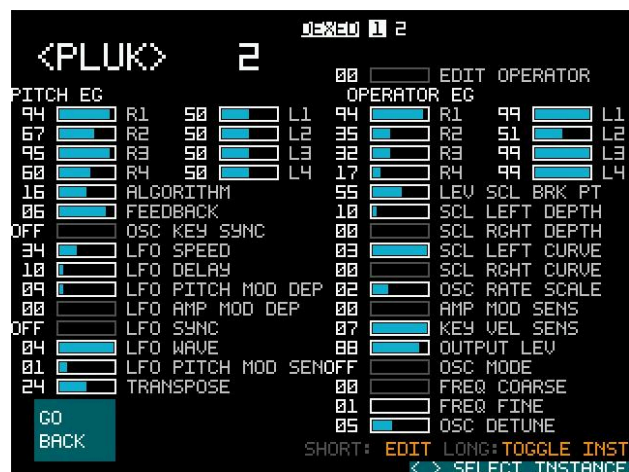 DEXED 1 2
<PLUK> 2
00 EDIT OPERATOR
PITCH EG
94 R1 50 L1
67 R2 50 L2
95 R3 50 L3
60 R4 50 L4
16 ALGORITHM
06 FEEDBACK
OFF OSC KEY SYNC
34 LFO SPEED
10 LFO DELAY
09 LFO PITCH MOD DEP
00 LFO AMP MOD DEP
OFF LFO SYNC
04 LFO WAVE
01 LFO PITCH MOD SEN
24 TRANSPOSE
OPERATOR EG
94 R1 99 L1
35 R2 51 L2
32 R3 99 L3
17 R4 99 L4
55 LEV SCL BRK PT
10 SCL LEFT DEPTH
00 SCL RGHT DEPTH
03 SCL LEFT CURVE
00 SCL RGHT CURVE
02 OSC RATE SCALE
00 AMP MOD SENS
07 KEY VEL SENS
88 OUTPUT LEV
OFF OSC MODE
00 FREQ COARSE
01 FREQ FINE
05 OSC DETUNE
GO
BACK
SHORT: EDIT LONG:TOGGLE INST
< > SELECT INSTANCE